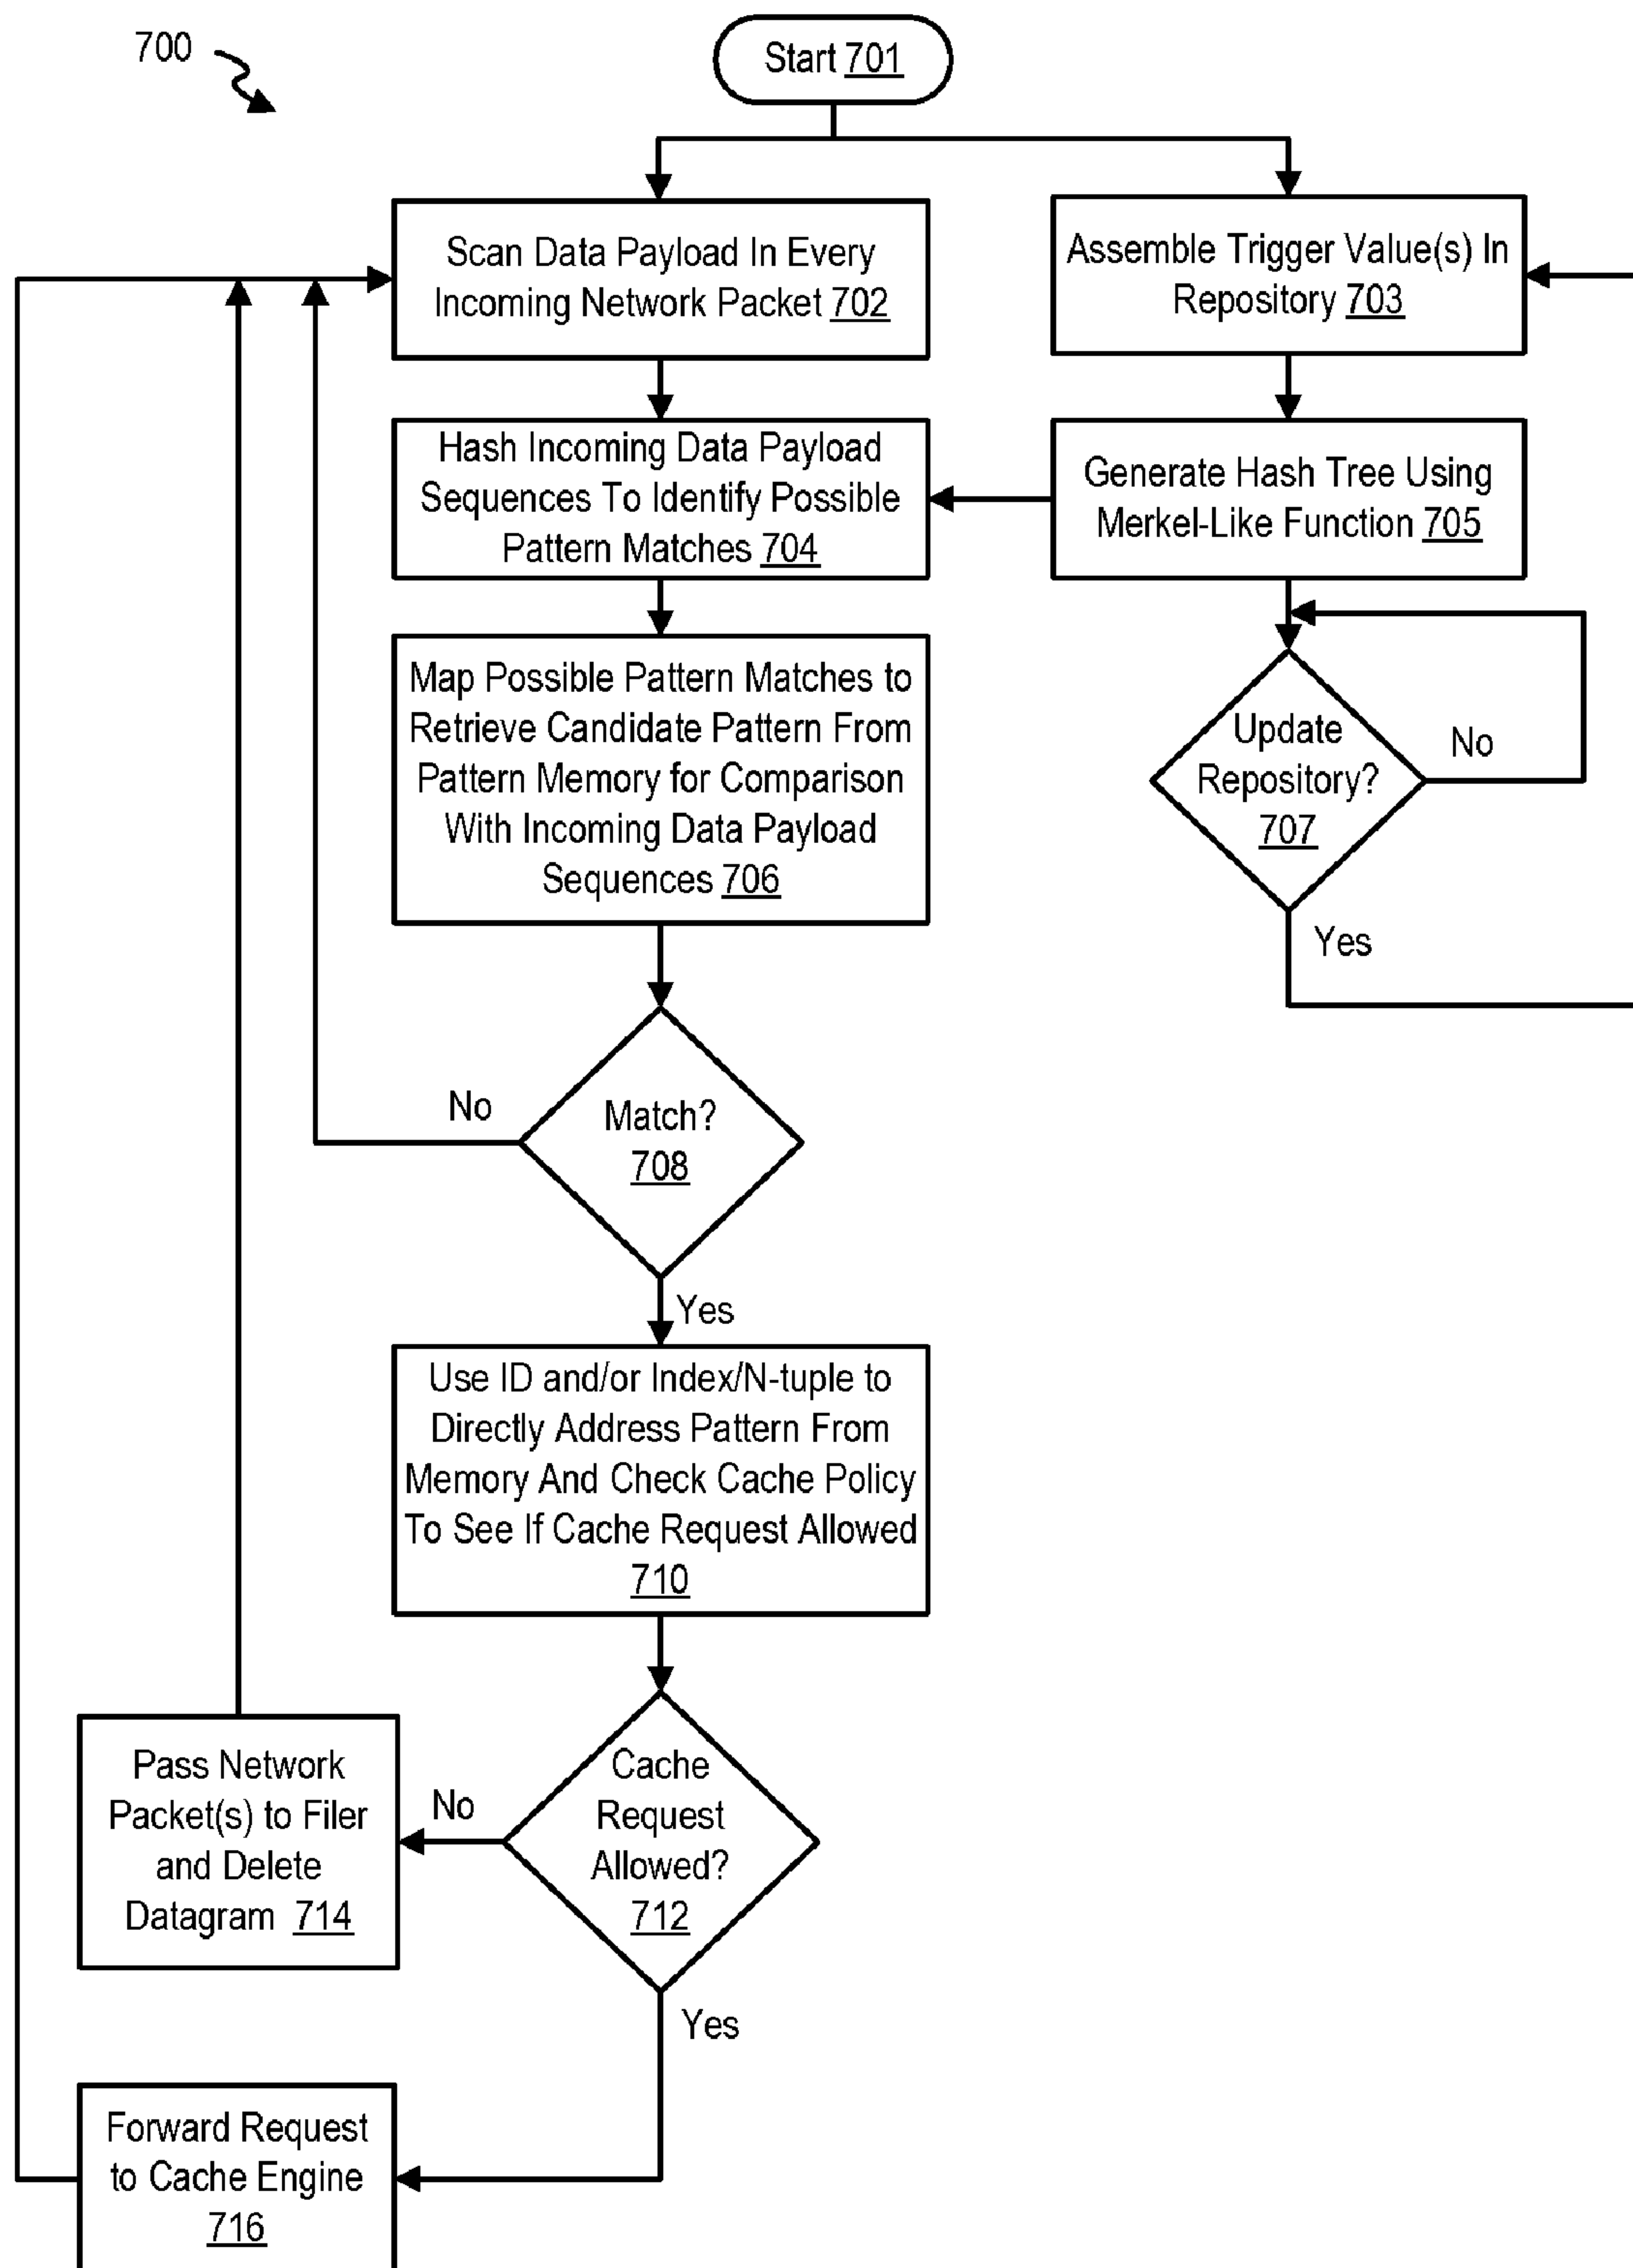 700
Start 701
Scan Data Payload In Every
Incoming Network Packet 702
Assemble Trigger Value(s) In
Repository 703
Hash Incoming Data Payload
Sequences To Identify Possible
Pattern Matches 704
Generate Hash Tree Using
Merkel-Like Function 705
Map Possible Pattern Matches to
Retrieve Candidate Pattern From
Pattern Memory for Comparison
With Incoming Data Payload
Sequences 706
Update
Repository?
707
No
Yes
Match?
708
No
Yes
Use ID and/or Index/N-tuple to
Directly Address Pattern From
Memory And Check Cache Policy
To See If Cache Request Allowed
710
Cache
Request
Allowed?
712
No
Pass Network
Packet(s) to Filer
and Delete
Datagram 714
Yes
Forward Request
to Cache Engine
716